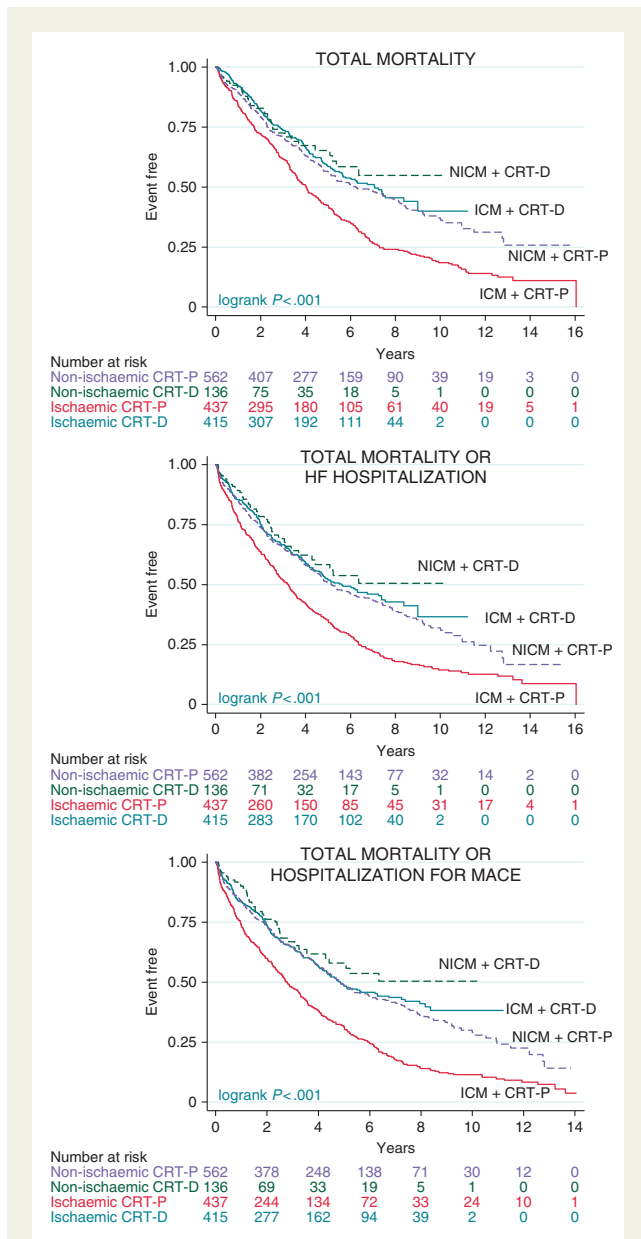 TOTAL MORTALITY
1.00
0.75
0.50
0.25
0
Event free
NICM + CRT-D
ICM + CRT-D
NICM + CRT-P
ICM + CRT-P
logrank P<.001
0 2 4 6 8 10 12 14 16
Years
Number at risk
Non-ischaemic CRT-P 562 407 277 159 90 39 19 3 0
Non-ischaemic CRT-D 136 75 35 18 5 1 0 0 0
Ischaemic CRT-P 437 295 180 105 61 40 19 5 1
Ischaemic CRT-D 415 307 192 111 44 2 0 0 0
TOTAL MORTALITY OR
HF HOSPITALIZATION
1.00
0.75
0.50
0.25
0
Event free
NICM + CRT-D
ICM + CRT-D
NICM + CRT-P
ICM + CRT-P
logrank P<.001
0 2 4 6 8 10 12 14 16
Years
Number at risk
Non-ischaemic CRT-P 562 382 254 143 77 32 14 2 0
Non-ischaemic CRT-D 136 71 32 17 5 1 0 0 0
Ischaemic CRT-P 437 260 150 85 45 31 17 4 1
Ischaemic CRT-D 415 283 170 102 40 2 0 0 0
TOTAL MORTALITY OR
HOSPITALIZATION FOR MACE
1.00
0.75
0.50
0.25
0
Event free
NICM + CRT-D
ICM + CRT-D
NICM + CRT-P
ICM + CRT-P
logrank P<.001
0 2 4 6 8 10 12 14
Years
Number at risk
Non-ischaemic CRT-P 562 378 248 138 71 30 12 0
Non-ischaemic CRT-D 136 69 33 19 5 1 0 0
Ischaemic CRT-P 437 244 134 72 33 24 10 1
Ischaemic CRT-D 415 277 162 94 39 2 0 0